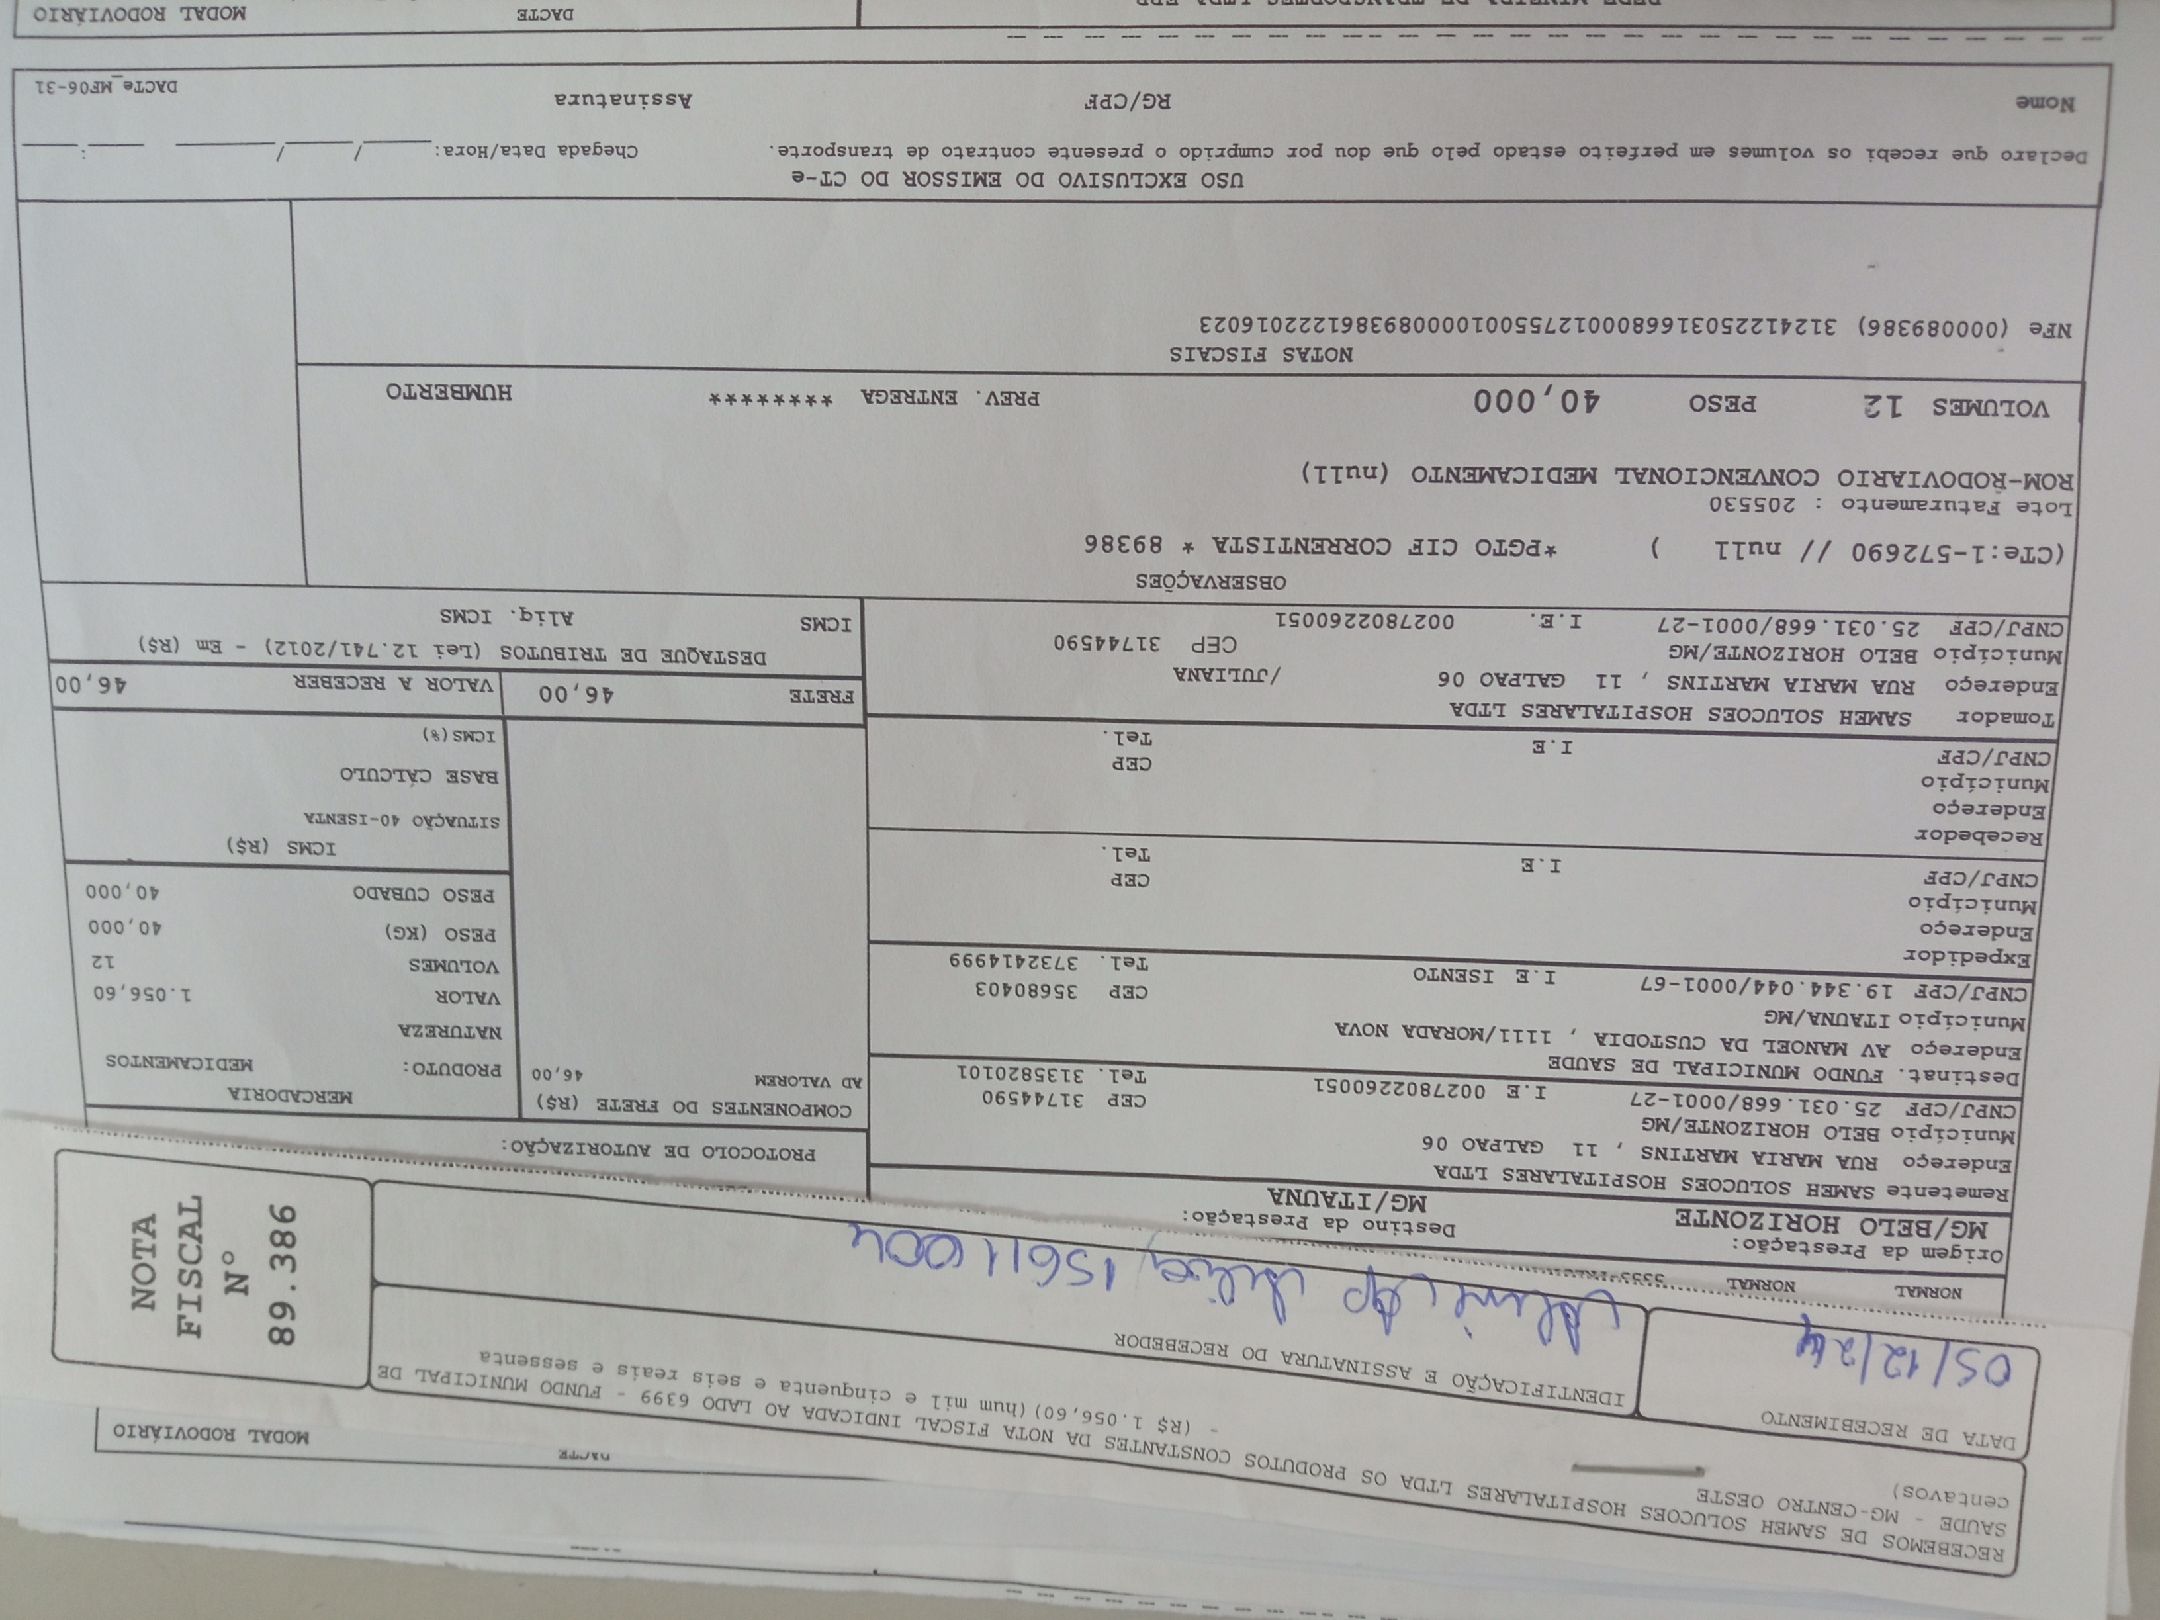 MODAL RODOVIÁRIO
RECEBEMOS DE SAMEH SOLUCOES HOSPITALARES LTDA OS PRODUTOS CONSTANTES DA NOTA FISCAL INDICADA AO LADO 6399 - FUNDO MUNICIPAL DE
SAUDE - MG-CENTRO OESTE - (R$ 1.056,60)(hum mil e cinquenta e seis reais e sessenta
centavos)
DATA DE RECEBIMENTO
05/12/24
IDENTIFICAÇÃO E ASSINATURA DO RECEBEDOR
15611004
NOTA
FISCAL
Nº
89.386
NORMAL NORMAL
Origem da Prestação: Destino da Prestação:
MG/BELO HORIZONTE MG/ITAUNA
Remetente SAMEH SOLUCOES HOSPITALARES LTDA
Endereço RUA MARIA MARTINS , 11 GALPAO 06
Município BELO HORIZONTE/MG CEP 31744590
CNPJ/CPF 25.031.668/0001-27 I.E 0027802260051 Tel. 3135820101
Destinat. FUNDO MUNICIPAL DE SAUDE
Endereço AV MANOEL DA CUSTODIA , 1111/MORADA NOVA
Município ITAUNA/MG CEP 35680403
CNPJ/CPF 19.344.044/0001-67 I.E ISENTO Tel. 3732414999
Expedidor
Endereço
Município CEP
CNPJ/CPF I.E Tel.
Recebedor
Endereço
Município CEP
CNPJ/CPF I.E Tel.
Tomador SAMEH SOLUCOES HOSPITALARES LTDA
Endereço RUA MARIA MARTINS , 11 GALPAO 06 /JULIANA
Município BELO HORIZONTE/MG CEP 31744590
CNPJ/CPF 25.031.668/0001-27 I.E. 0027802260051
PROTOCOLO DE AUTORIZAÇÃO:
COMPONENTES DO FRETE (R$)
AD VALOREM 46,00
MERCADORIA
PRODUTO: MEDICAMENTOS
NATUREZA
VALOR 1.056,60
VOLUMES 12
PESO (KG) 40,000
PESO CUBADO 40,000
ICMS (R$)
SITUAÇÃO 40-ISENTA
BASE CÁLCULO
ICMS(%)
FRETE 46,00 VALOR A RECEBER 46,00
DESTAQUE DE TRIBUTOS (Lei 12.741/2012) - Em (R$)
ICMS Aliq. ICMS
OBSERVAÇÕES
(CTe:1-572690 // null ) *PGTO CIF CORRENTISTA * 89386
Lote Faturamento : 205530
ROM-RODOVIARIO CONVENCIONAL MEDICAMENTO (null)
VOLUMES 12 PESO 40,000 PREV. ENTREGA ******** HUMBERTO
NOTAS FISCAIS
NFe (000089386) 31241225031668000127550010000893861222016023
USO EXCLUSIVO DO EMISSOR DO CT-e
Declaro que recebi os volumes em perfeito estado pelo que dou por cumprido o presente contrato de transporte. Chegada Data/Hora:_____/_____/_______ ____:____
Nome RG/CPF Assinatura DACTe_MF06-31
DACTE MODAL RODOVIÁRIO